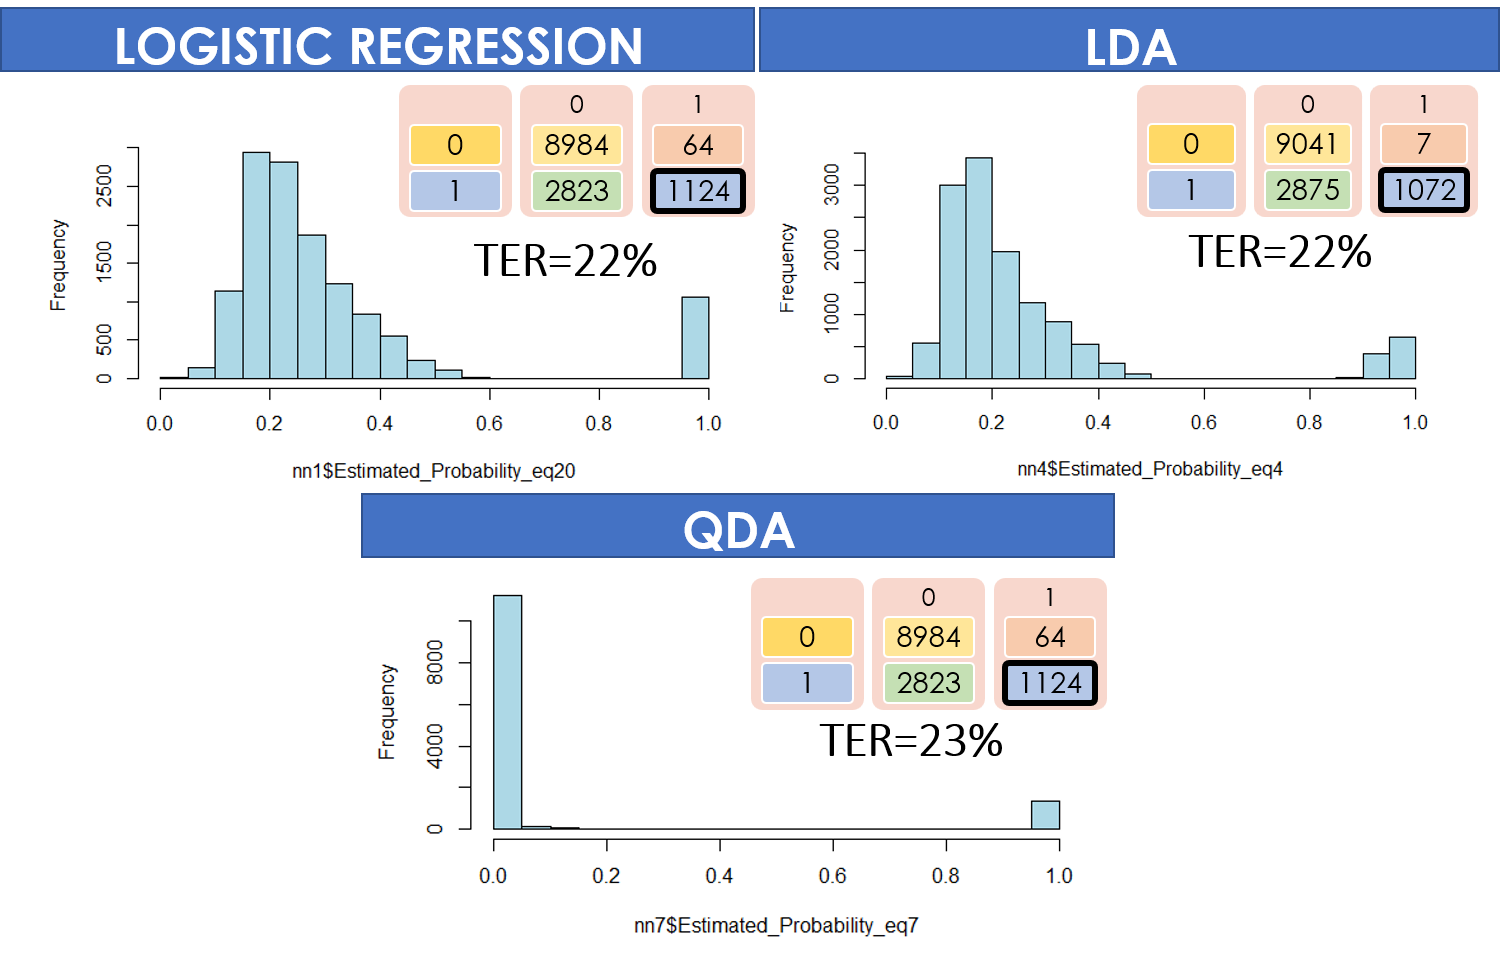 LOGISTIC REGRESSION
0 1
0 8984 64
1 2823 1124
TER=22%
Frequency
0 500 1500 2500
0.0 0.2 0.4 0.6 0.8 1.0
nn1$Estimated_Probability_eq20
LDA
0 1
0 9041 7
1 2875 1072
TER=22%
Frequency
0 1000 2000 3000
0.0 0.2 0.4 0.6 0.8 1.0
nn4$Estimated_Probability_eq4
QDA
0 1
0 8984 64
1 2823 1124
TER=23%
Frequency
0 4000 8000
0.0 0.2 0.4 0.6 0.8 1.0
nn7$Estimated_Probability_eq7